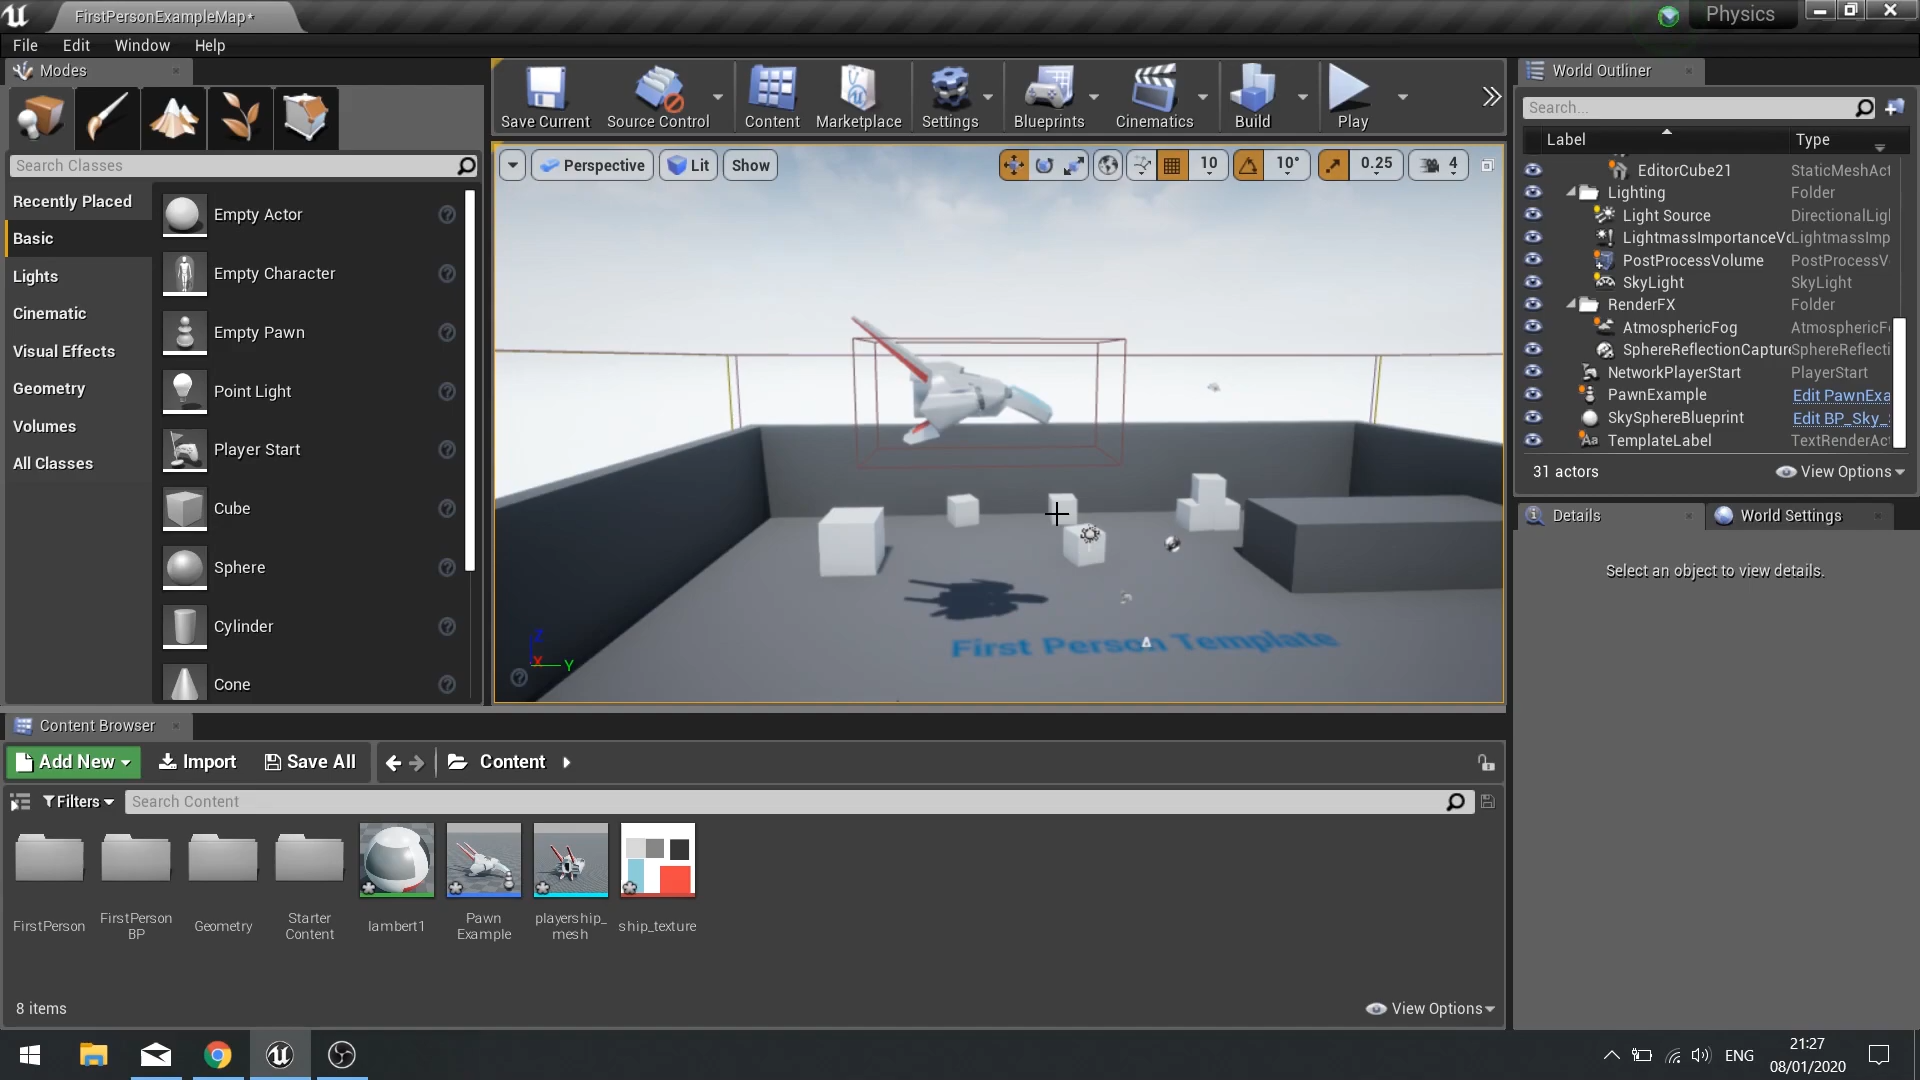 FirstPersonExampleMap*
Physics
File Edit Window Help
Modes
Search Classes
Recently Placed
Basic
Lights
Cinematic
Visual Effects
Geometry
Volumes
All Classes
Empty Actor
Empty Character
Empty Pawn
Point Light
Player Start
Cube
Sphere
Cylinder
Cone
Save Current
Source Control
Content
Marketplace
Settings
Blueprints
Cinematics
Build
Play
Perspective
Lit
Show
10
10°
0.25
4
Z
X
Y
First Person Template
World Outliner
Search...
Label Type
EditorCube21 StaticMeshAct
Lighting Folder
Light Source DirectionalLigl
LightmassImportanceVc LightmassImp
PostProcessVolume PostProcessV
SkyLight SkyLight
RenderFX Folder
AtmosphericFog AtmosphericFo
SphereReflectionCapture SphereReflecti
NetworkPlayerStart PlayerStart
PawnExample Edit PawnExa
SkySphereBlueprint Edit BP_Sky_
TemplateLabel TextRenderAct
31 actors
View Options
Details
World Settings
Select an object to view details.
Content Browser
Add New
Import
Save All
Content
Filters
Search Content
FirstPerson
FirstPerson
BP
Geometry
Starter
Content
lambert1
Pawn
Example
playership_
mesh
ship_texture
8 items
View Options
ENG
21:27
08/01/2020